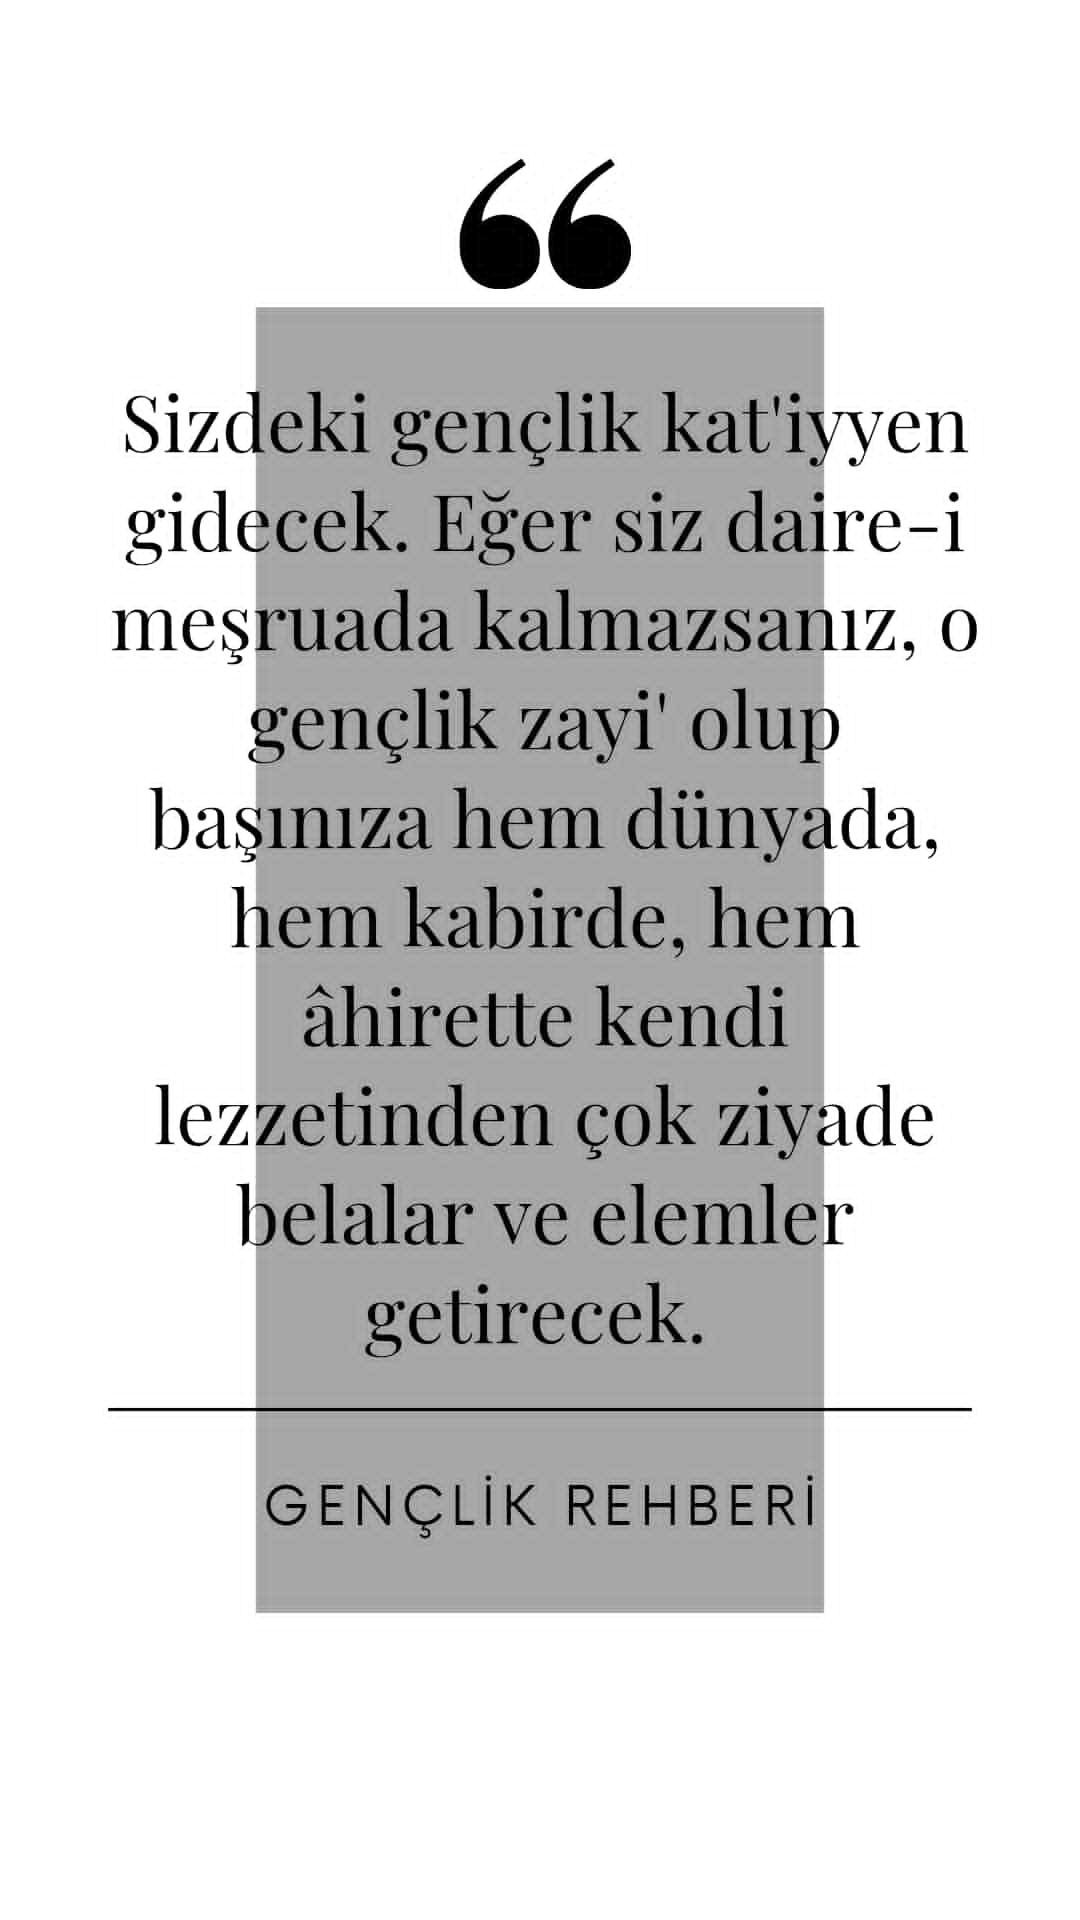 ❝
Sizdeki gençlik kat'iyyen
gidecek. Eğer siz daire-i
meşruada kalmazsanız, o
gençlik zayi' olup
başınıza hem dünyada,
hem kabirde, hem
âhirette kendi
lezzetinden çok ziyade
belalar ve elemler
getirecek.
GENÇLİK REHBERİ